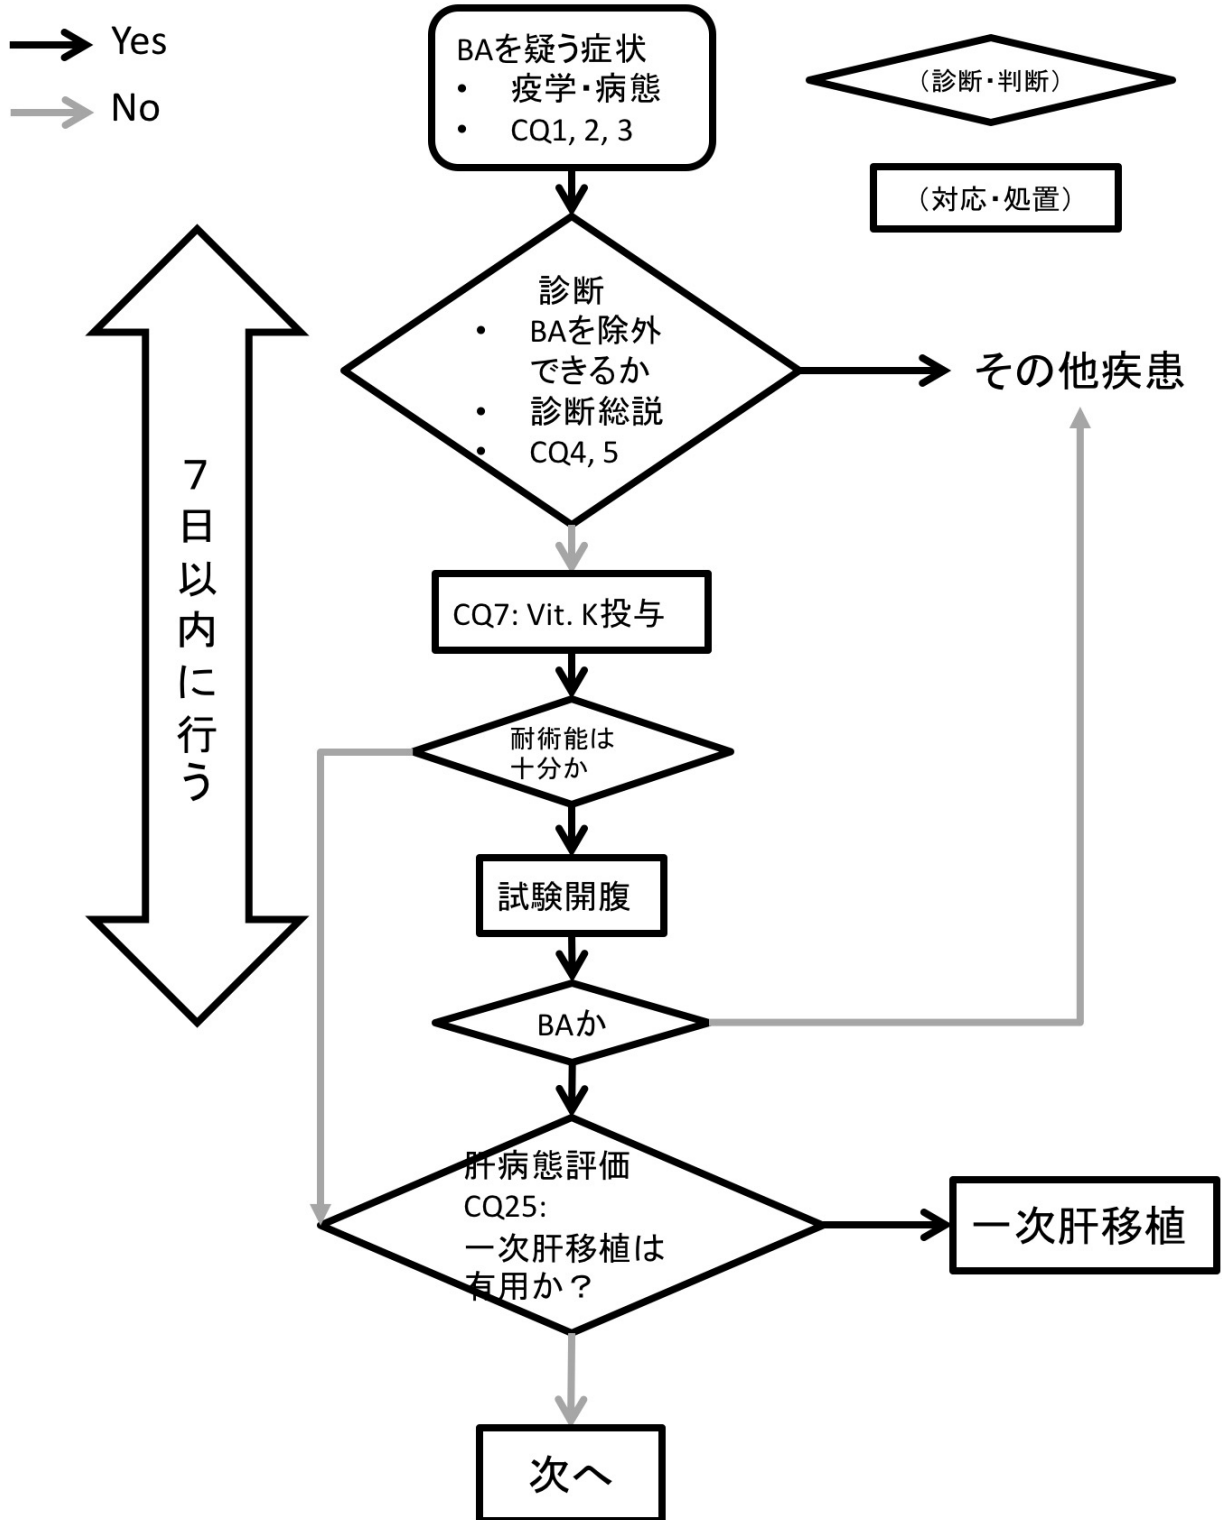 Yes
No
BAを疑う症状
• 疫学・病態
• CQ1, 2, 3
（診断・判断）
（対応・処置）
診断
• BAを除外
できるか
• 診断総説
• CQ4, 5
その他疾患
7日以内に行う
CQ7: Vit. K投与
耐術能は
十分か
試験開腹
BAか
肝病態評価
CQ25:
一次肝移植は
有用か？
一次肝移植
次へ